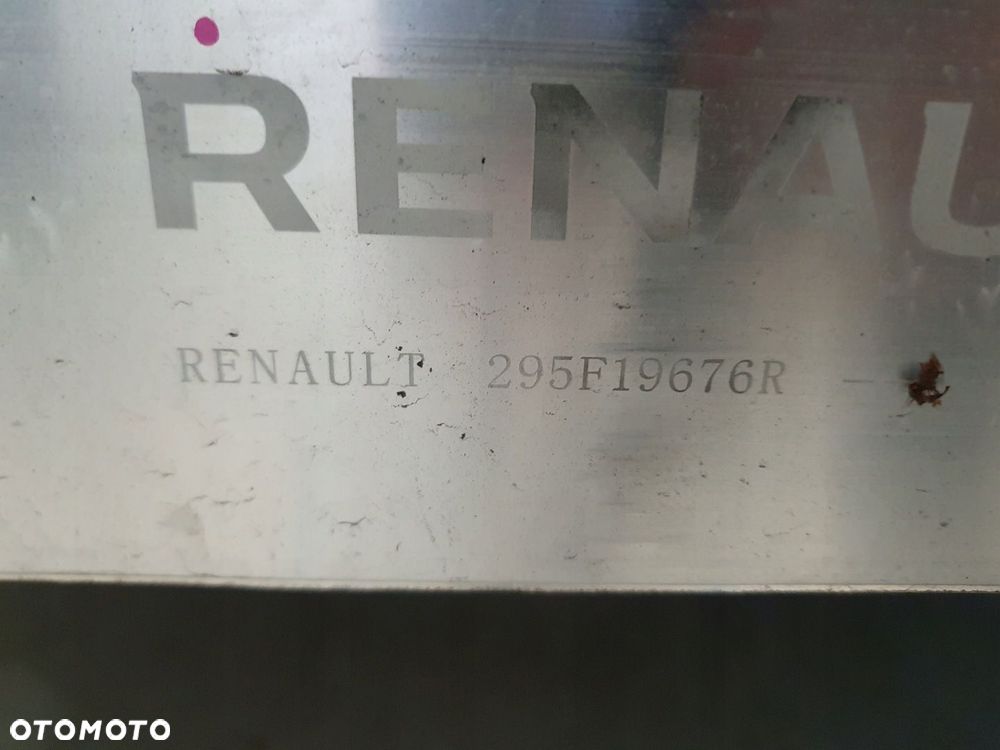 RENAU
RENAULT 295F19676R –
OTOMOTO